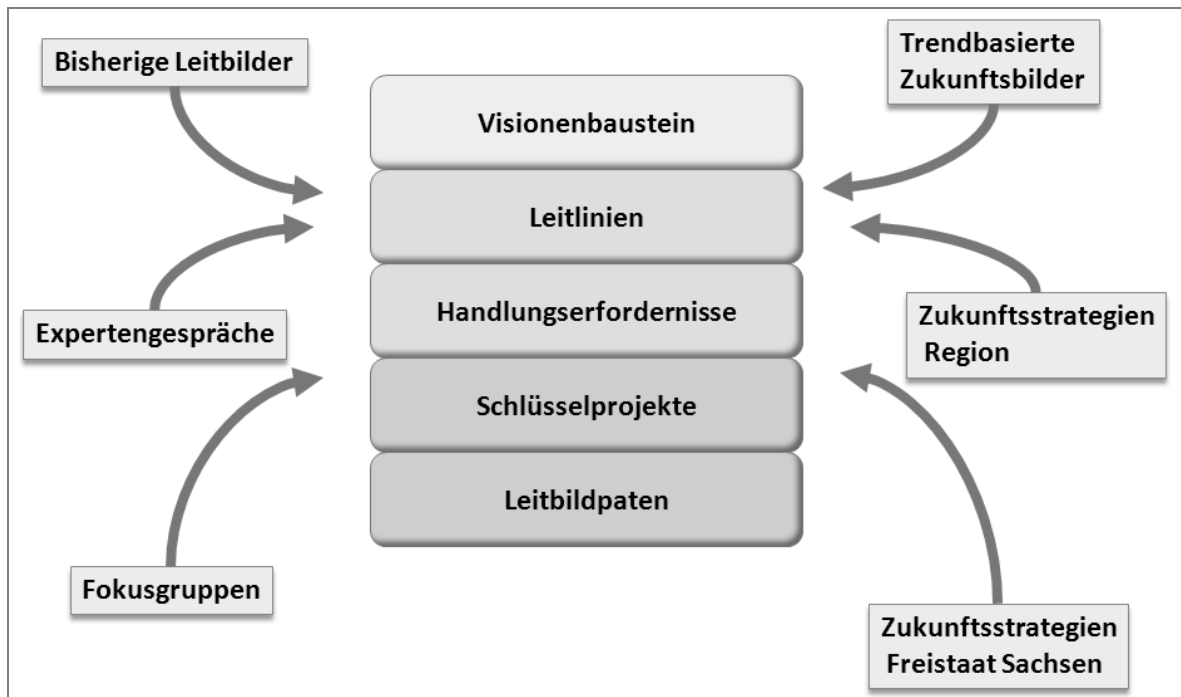 Bisherige Leitbilder
Expertengespräche
Fokusgruppen
Visionenbaustein
Leitlinien
Handlungserfordernisse
Schlüsselprojekte
Leitbildpaten
Trendbasierte
Zukunftsbilder
Zukunftsstrategien
Region
Zukunftsstrategien
Freistaat Sachsen